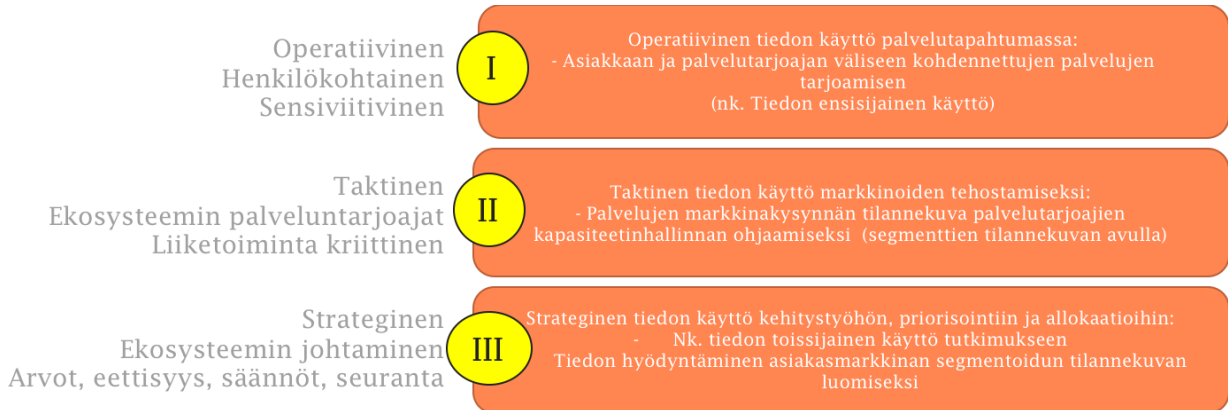 Operatiivinen
Henkilökohtainen
Sensiviitivinen
I
Operatiivinen tiedon käyttö palvelutapahtumassa:
- Asiakkaan ja palvelutarjoajan väliseen kohdennettujen palvelujen
tarjoamisen
(nk. Tiedon ensisijainen käyttö)
Taktinen
Ekosysteemin palveluntarjoajat
Liiketoiminta kriittinen
II
Taktinen tiedon käyttö markkinoiden tehostamiseksi:
- Palvelujen markkinakysynnän tilannekuva palvelutarjoajien
kapasiteetinhallinnan ohjaamiseksi (segmenttien tilannekuvan avulla)
Strateginen
Ekosysteemin johtaminen
Arvot, eettisyys, säännöt, seuranta
III
Strateginen tiedon käyttö kehitystyöhön, priorisointiin ja allokaatioihin:
- Nk. tiedon toissijainen käyttö tutkimukseen
Tiedon hyödyntäminen asiakasmarkkinan segmentoidun tilannekuvan
luomiseksi